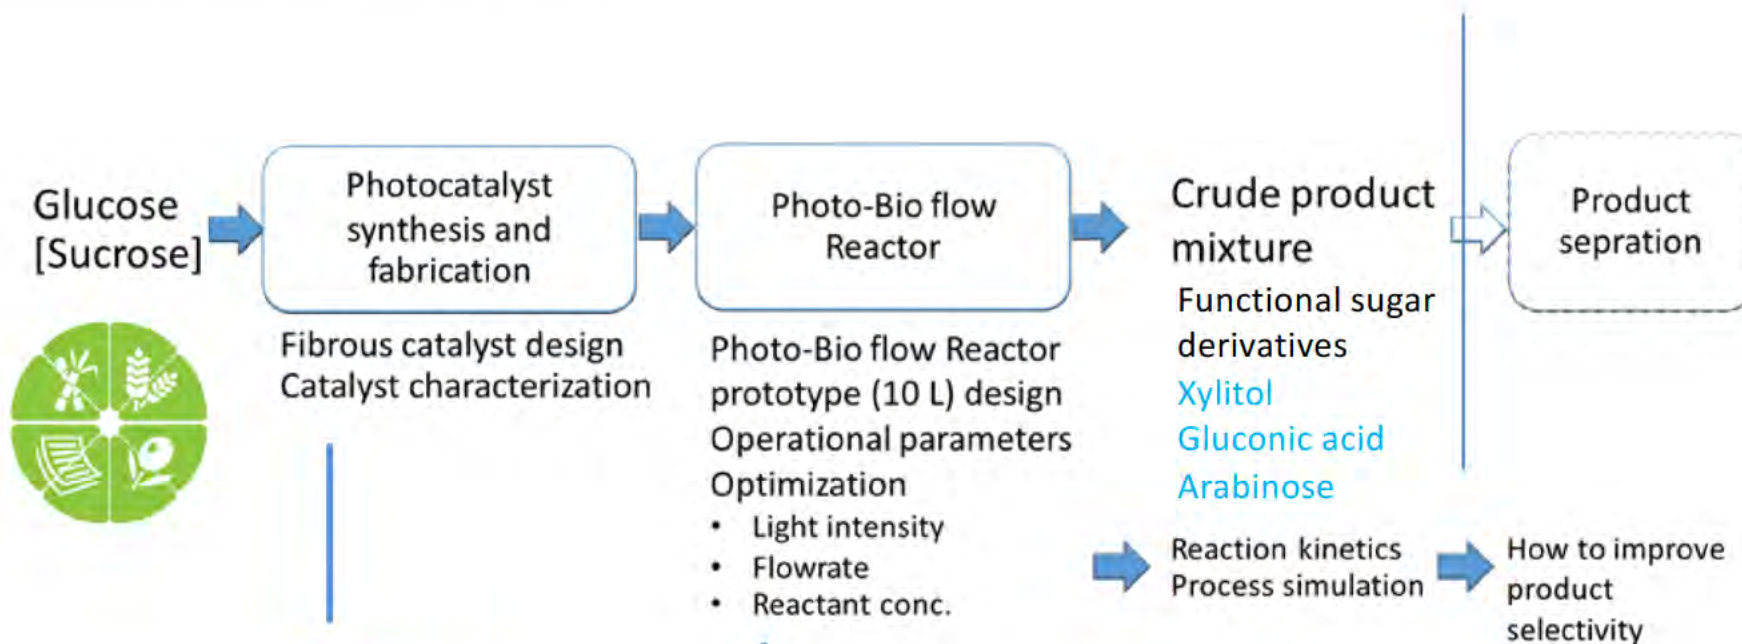 Glucose
[Sucrose]
Photocatalyst
synthesis and
fabrication
Fibrous catalyst design
Catalyst characterization
Photo-Bio flow
Reactor
Photo-Bio flow Reactor
prototype (10 L) design
Operational parameters
Optimization
• Light intensity
• Flowrate
• Reactant conc.
Crude product
mixture
Functional sugar
derivatives
Xylitol
Gluconic acid
Arabinose
Reaction kinetics
Process simulation
Product
sepration
How to improve
product
selectivity